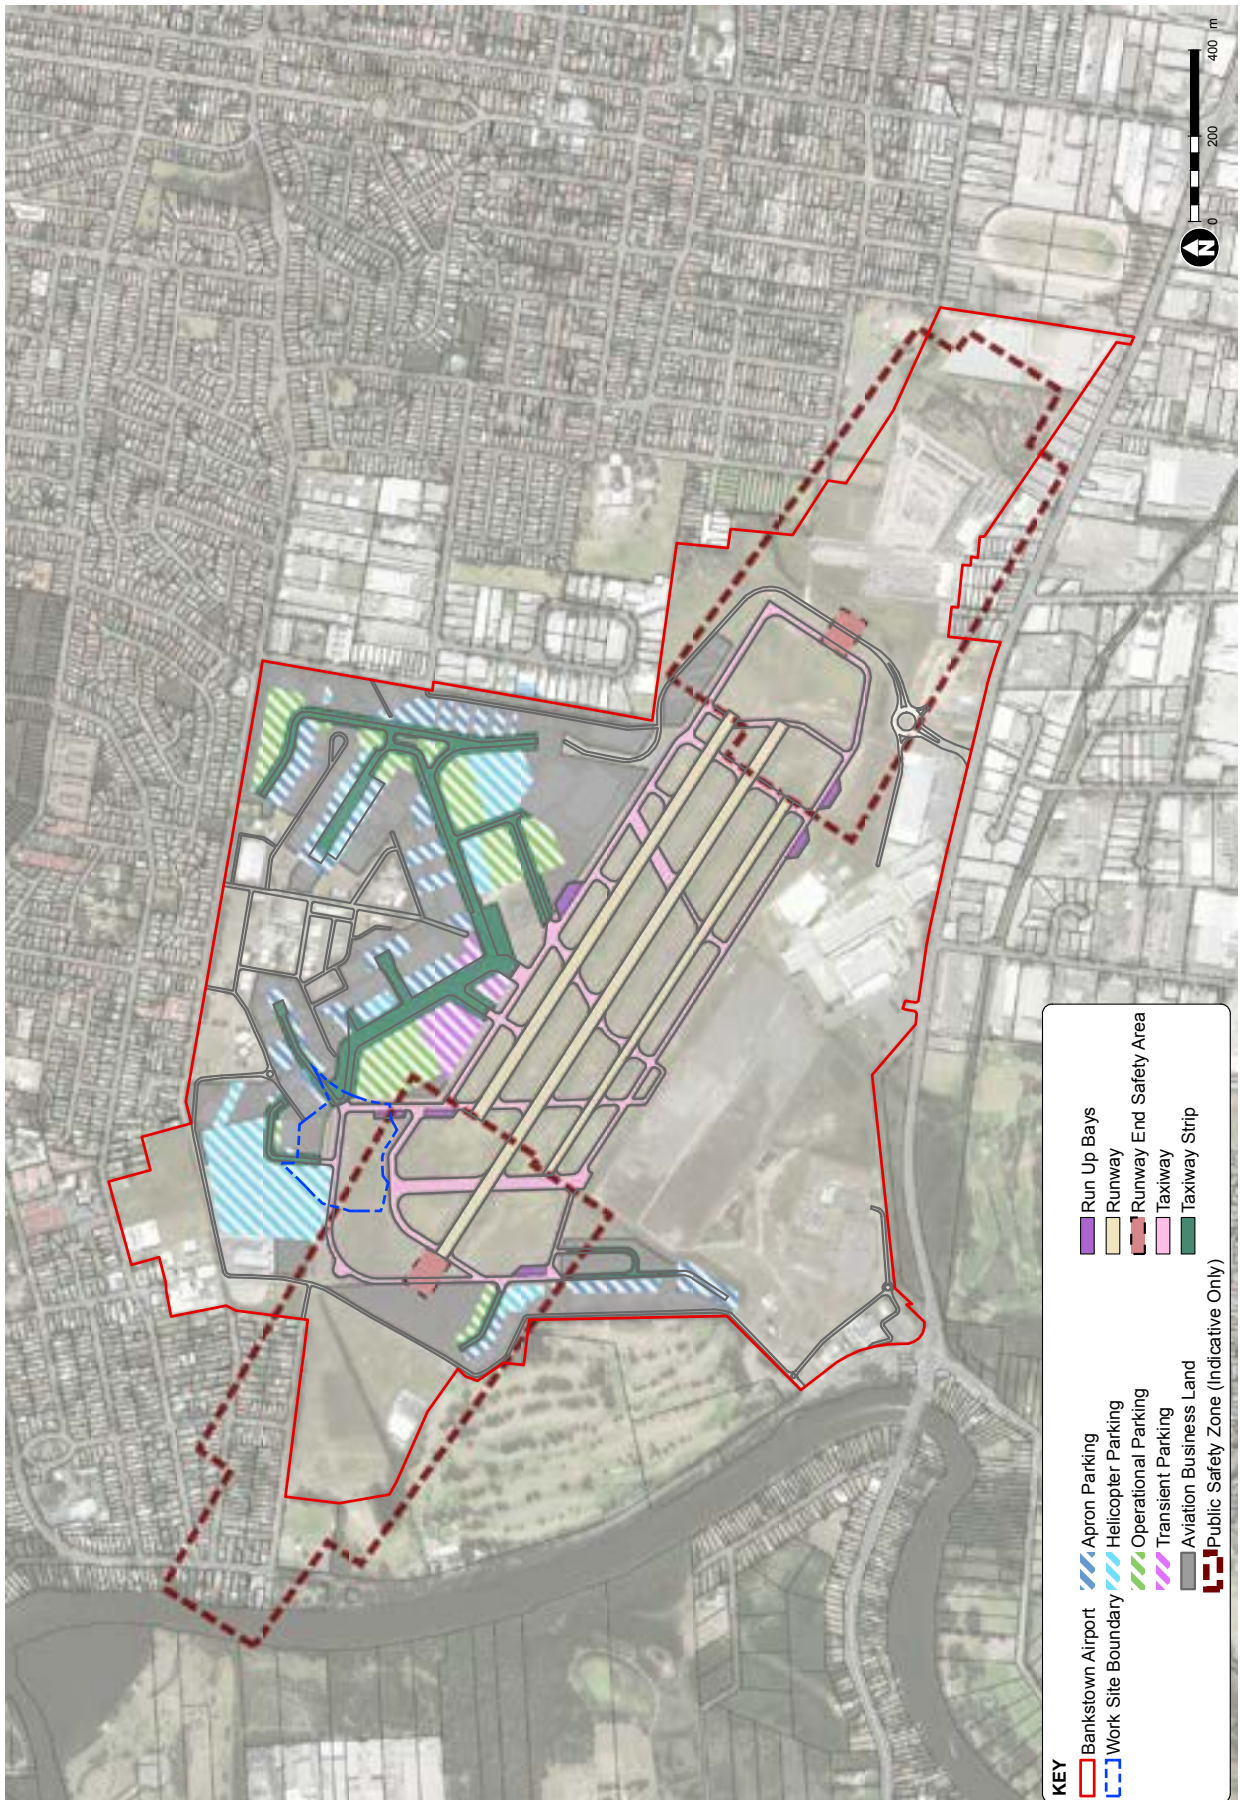 KEY
Bankstown Airport
Work Site Boundary
Apron Parking
Helicopter Parking
Operational Parking
Transient Parking
Aviation Business Land
Public Safety Zone (Indicative Only)
Run Up Bays
Runway
Runway End Safety Area
Taxiway
Taxiway Strip
N
0 200 400 m